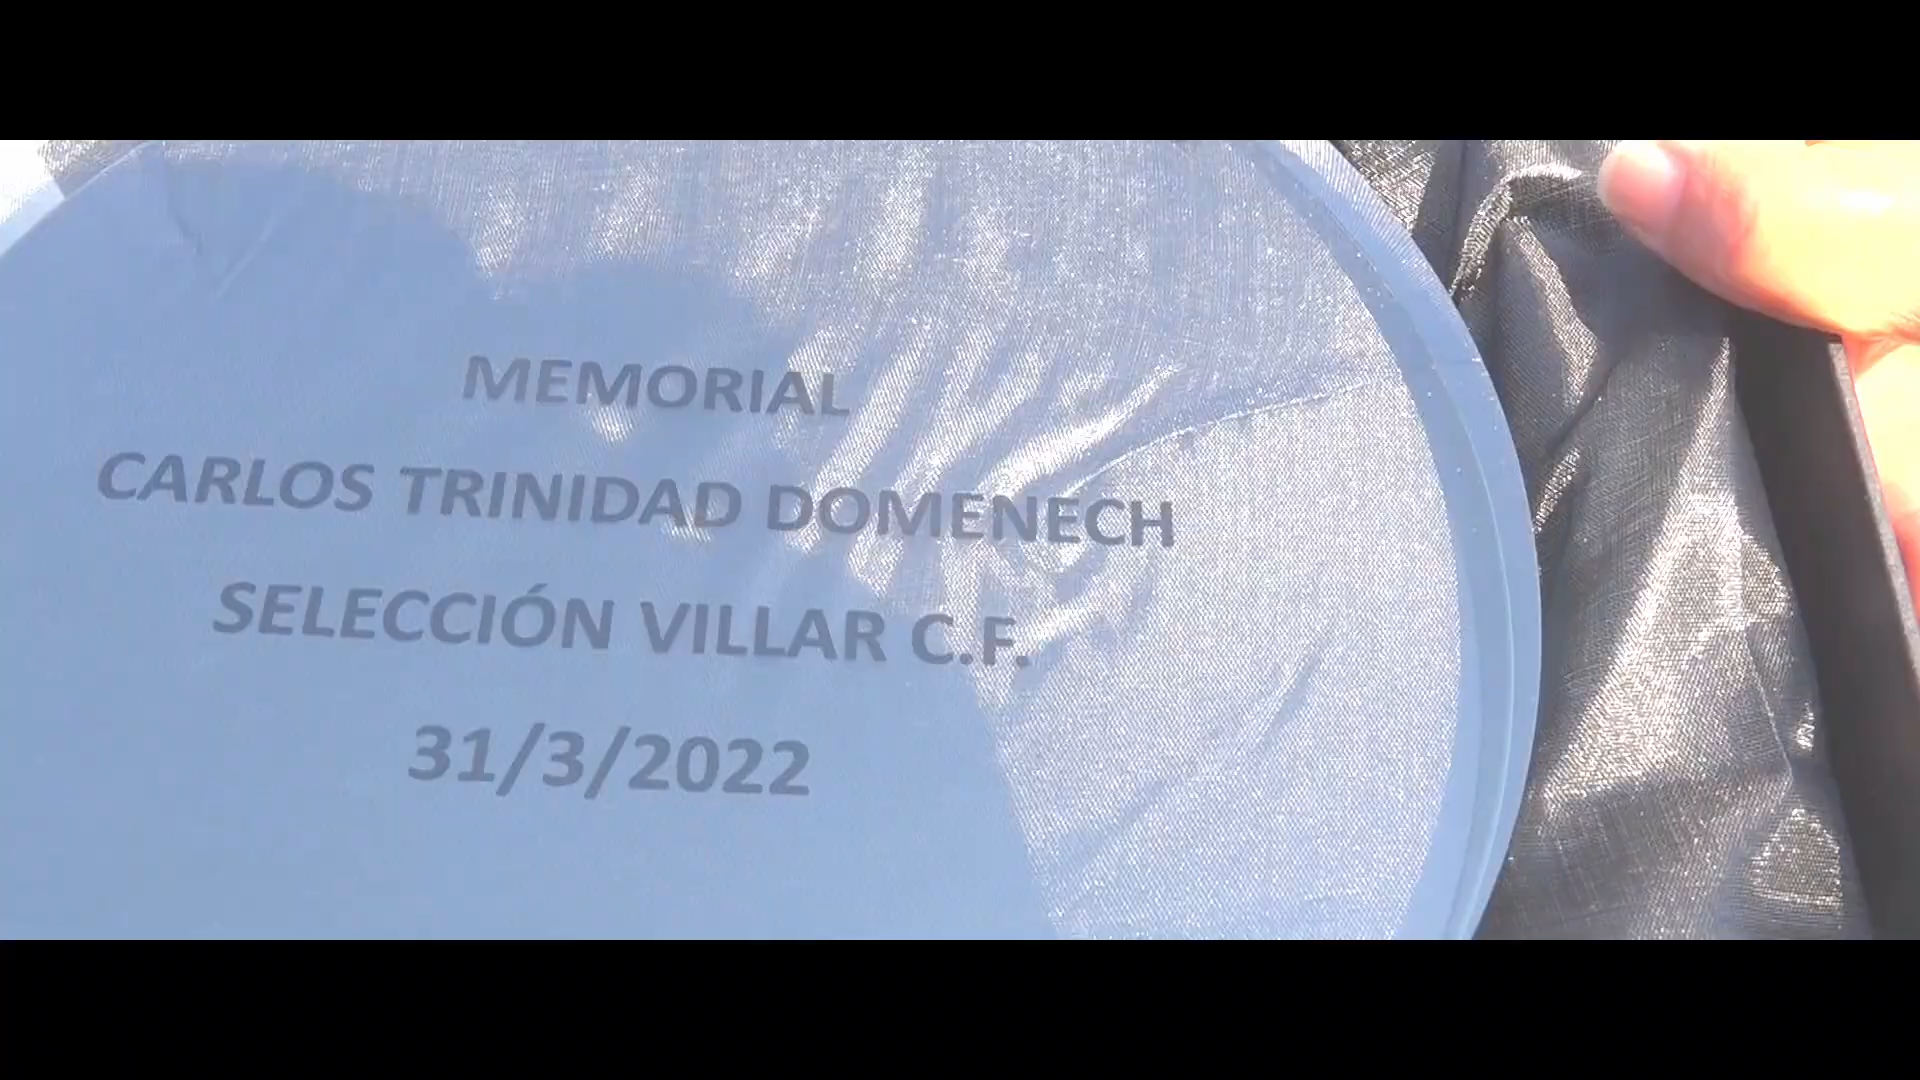 MEMORIAL
CARLOS TRINIDAD DOMENECH
SELECCIÓN VILLAR C.F.
31/3/2022